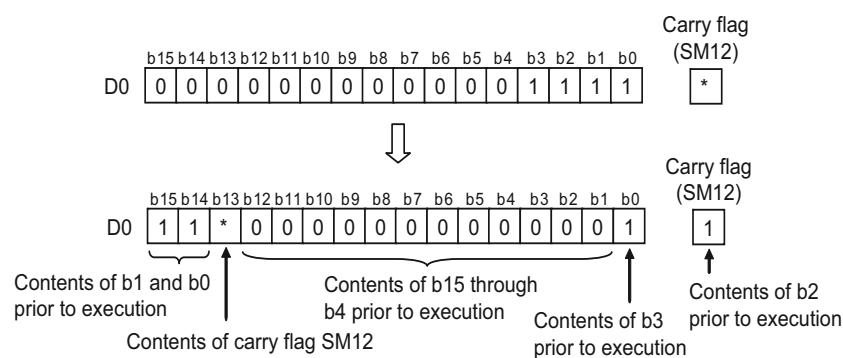 Carry flag
(SM12)
b15 b14 b13 b12 b11 b10 b9 b8 b7 b6 b5 b4 b3 b2 b1 b0
D0 0 0 0 0 0 0 0 0 0 0 0 0 1 1 1 1 *
Carry flag
(SM12)
b15 b14 b13 b12 b11 b10 b9 b8 b7 b6 b5 b4 b3 b2 b1 b0
D0 1 1 * 0 0 0 0 0 0 0 0 0 0 0 0 1 1
Contents of b1 and b0
prior to execution
Contents of carry flag SM12
Contents of b15 through
b4 prior to execution
Contents of b3
prior to execution
Contents of b2
prior to execution